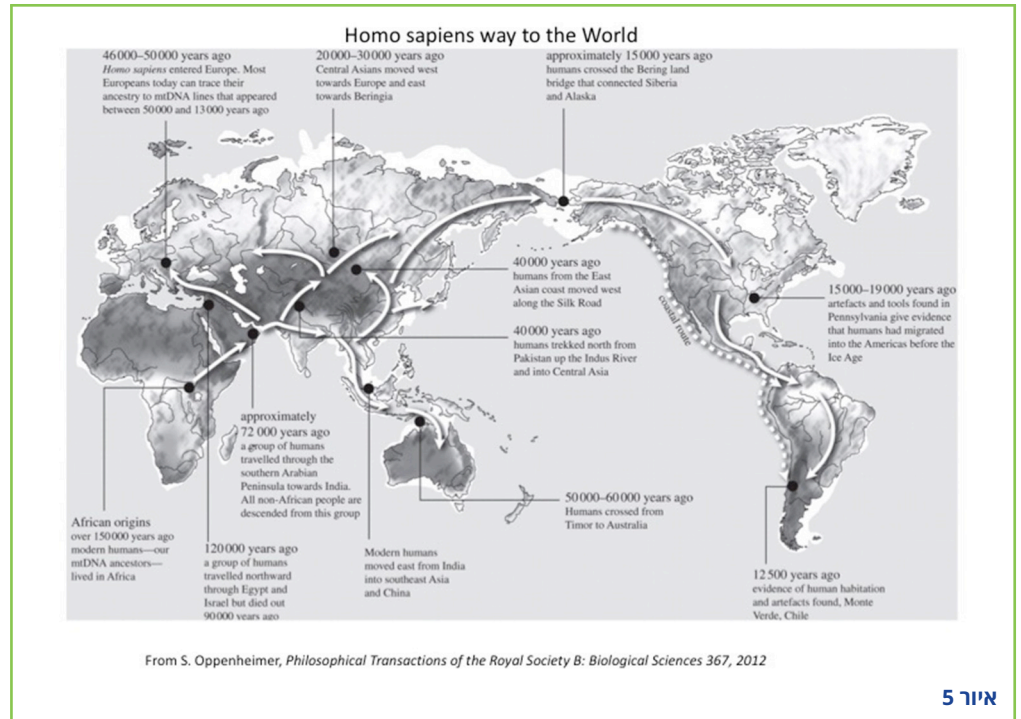 Homo sapiens way to the World
46000–50000 years ago
Homo sapiens entered Europe. Most
Europeans today can trace their
ancestry to mtDNA lines that appeared
between 50000 and 13000 years ago
20000–30000 years ago
Central Asians moved west
towards Europe and east
towards Beringia
approximately 15000 years ago
humans crossed the Bering land
bridge that connected Siberia
and Alaska
40000 years ago
humans from the East
Asian coast moved west
along the Silk Road
40000 years ago
humans trekked north from
Pakistan up the Indus River
and into Central Asia
coastal route
15000–19000 years ago
artefacts and tools found in
Pennsylvania give evidence
that humans had migrated
into the Americas before the
Ice Age
approximately
72000 years ago
a group of humans
travelled through the
southern Arabian
Peninsula towards India.
All non-African people are
descended from this group
50000–60000 years ago
Humans crossed from
Timor to Australia
African origins
over 150000 years ago
modern humans—our
mtDNA ancestors—
lived in Africa
120000 years ago
a group of humans
travelled northward
through Egypt and
Israel but died out
90000 years ago
Modern humans
moved east from India
into southeast Asia
and China
12500 years ago
evidence of human habitation
and artefacts found, Monte
Verde, Chile
From S. Oppenheimer, Philosophical Transactions of the Royal Society B: Biological Sciences 367, 2012
איור 5